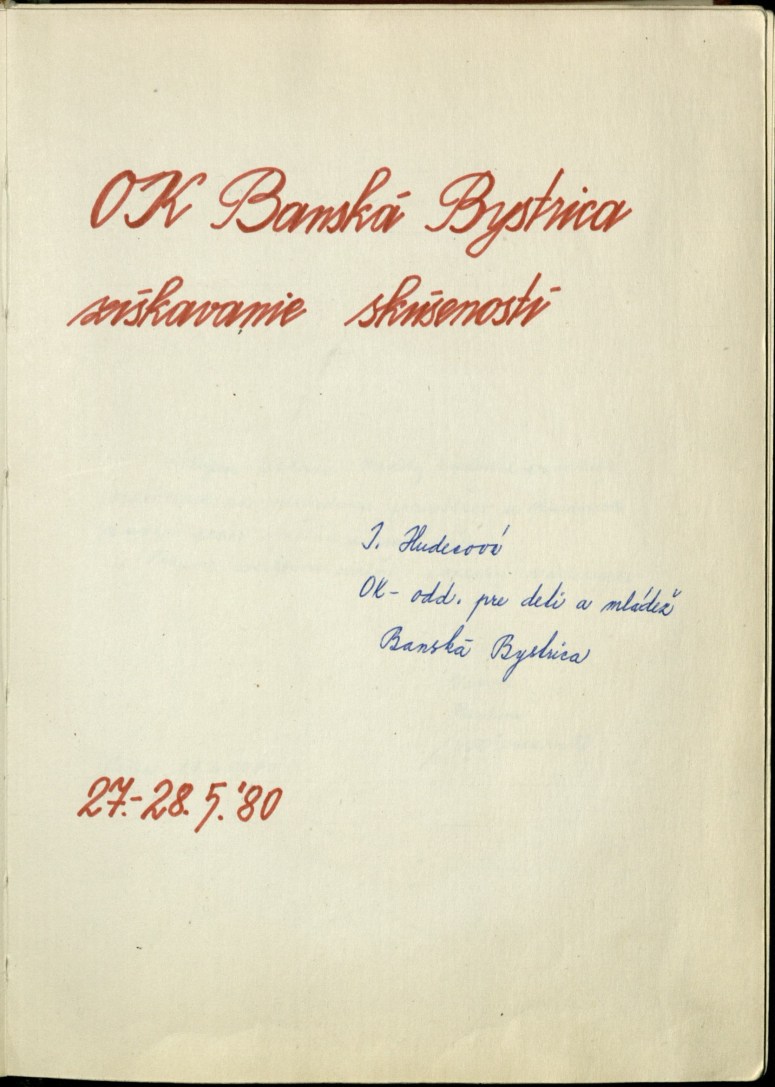 OK Banská Bystrica
získavanie skúseností
I. Hudecová
OK- odd. pre deti a mládež
Banská Bystrica
27.-28. 5. '80